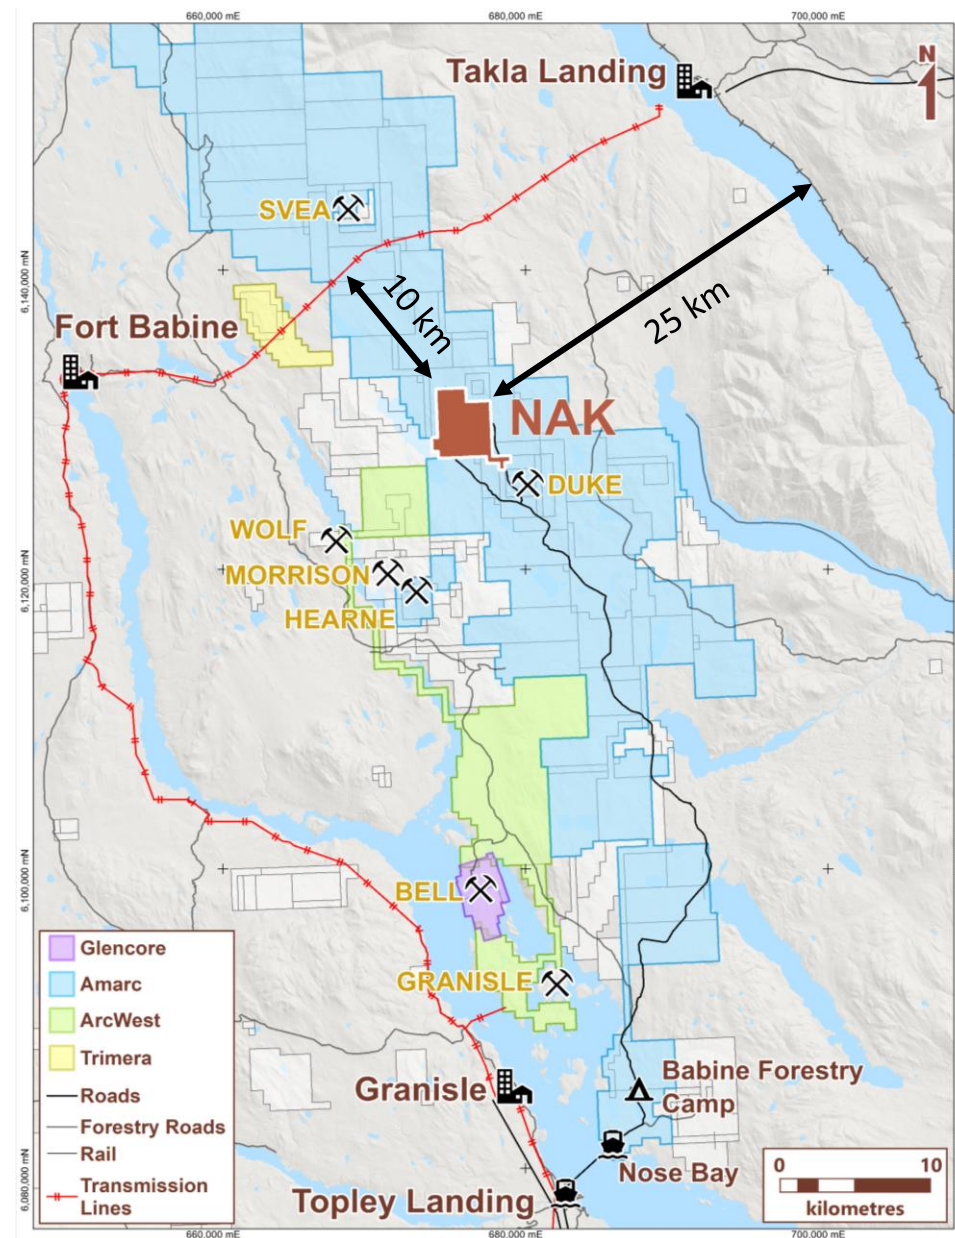 660,000 mE
680,000 mE
700,000 mE
Takla Landing
N
SVEA
6,140,000 mN
10 km
25 km
Fort Babine
NAK
DUKE
WOLF
MORRISON
HEARNE
6,120,000 mN
BELL
6,100,000 mN
GRANISLE
Glencore
Amarc
ArcWest
Trimera
Roads
Forestry Roads
Rail
Transmission
Lines
Granisle
Babine Forestry
Camp
Nose Bay
Topley Landing
6,080,000 mN
0
10
kilometres
660,000 mE
680,000 mE
700,000 mE